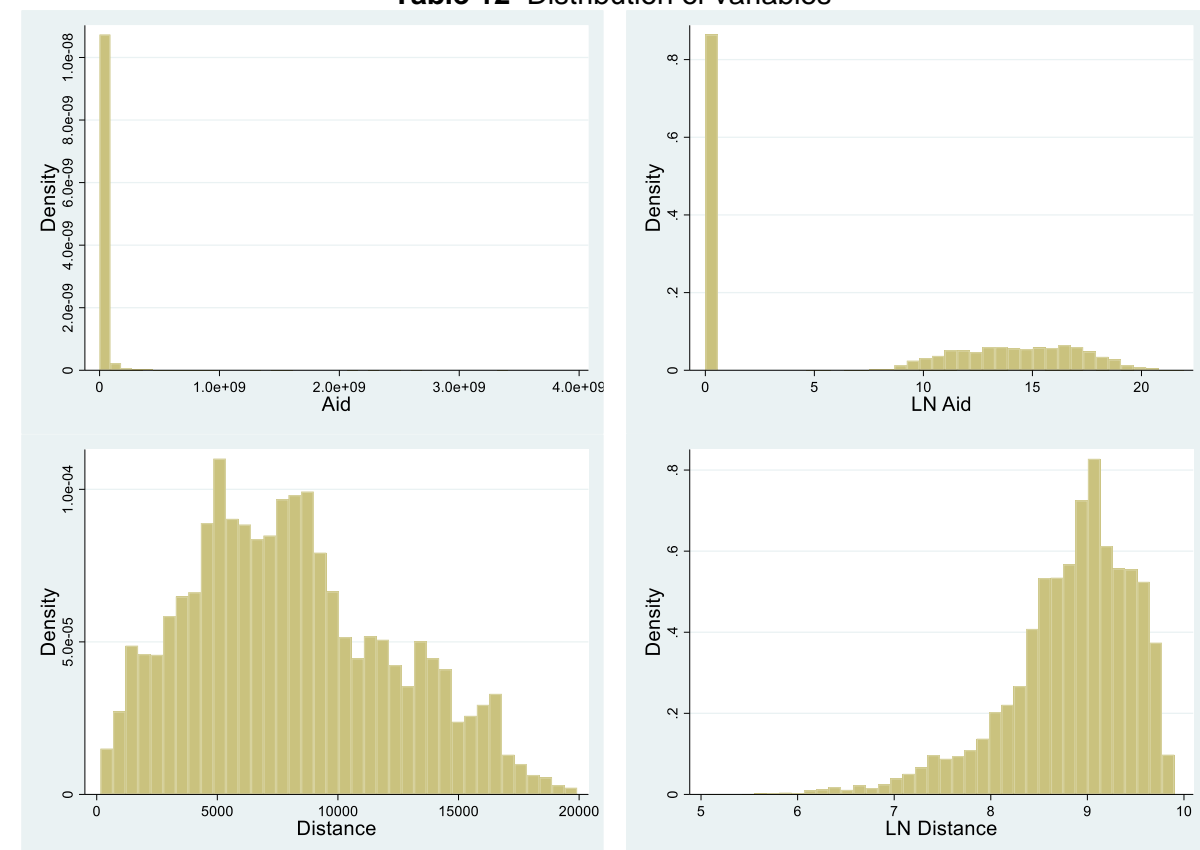 Table 12 Distribution of variables
Density
0
2.0e-09
4.0e-09
6.0e-09
8.0e-09
1.0e-08
0 1.0e+09 2.0e+09 3.0e+09 4.0e+09
Aid
Density
0
.2
.4
.6
.8
0 5 10 15 20
LN Aid
Density
0
5.0e-05
1.0e-04
0 5000 10000 15000 20000
Distance
Density
0
.2
.4
.6
.8
5 6 7 8 9 10
LN Distance